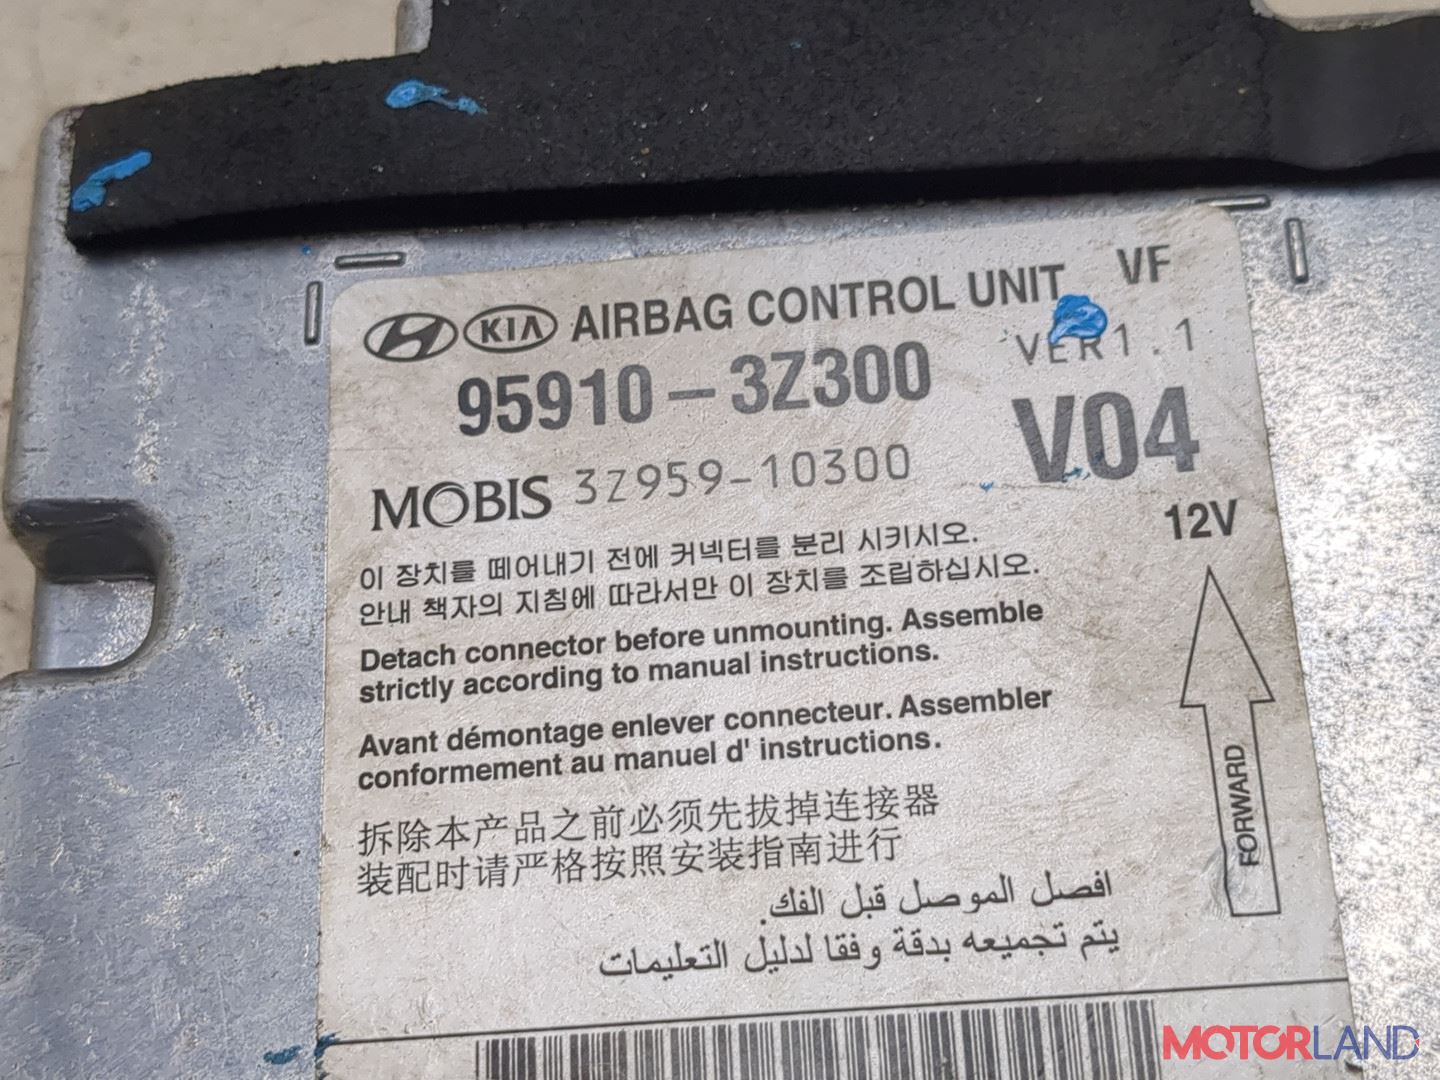 KIA AIRBAG CONTROL UNIT VF
95910-3Z300 VER1.1
MOBIS 3Z959-10300 V04
12V
이 장치를 떼어내기 전에 커넥터를 분리 시키시오.
안내 책자의 지침에 따라서만 이 장치를 조립하십시오.
Detach connector before unmounting. Assemble
strictly according to manual instructions.
Avant démontage enlever connecteur. Assembler
conformement au manuel d' instructions.
拆除本产品之前必须先拔掉连接器
装配时请严格按照安装指南进行
افصل الموصل قبل الفك.
يتم تجميعه بدقة وفقا لدليل التعليمات
FORWARD
MOTORLAND